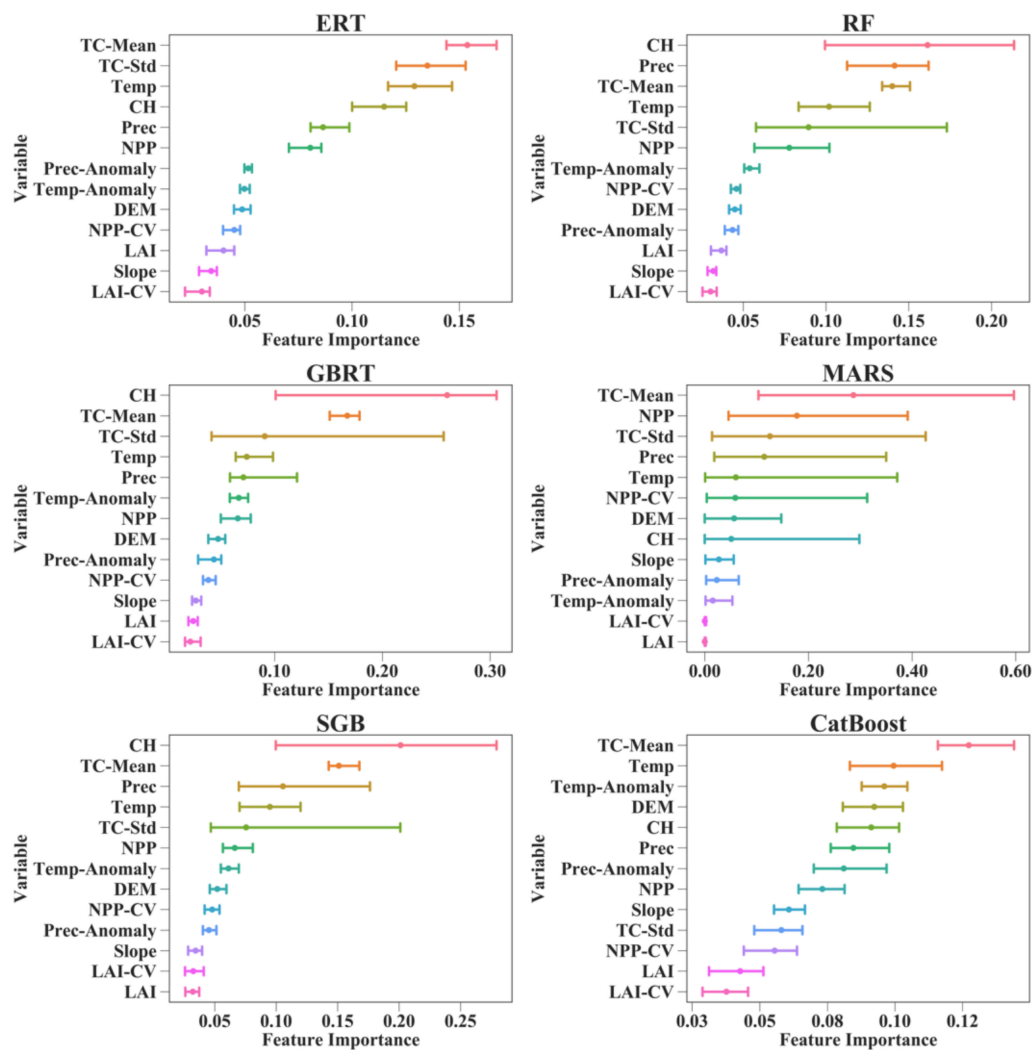 ERT
Variable
TC-Mean
TC-Std
Temp
CH
Prec
NPP
Prec-Anomaly
Temp-Anomaly
DEM
NPP-CV
LAI
Slope
LAI-CV
0.05 0.10 0.15
Feature Importance
RF
Variable
CH
Prec
TC-Mean
Temp
TC-Std
NPP
Temp-Anomaly
NPP-CV
DEM
Prec-Anomaly
LAI
Slope
LAI-CV
0.05 0.10 0.15 0.20
Feature Importance
GBRT
Variable
CH
TC-Mean
TC-Std
Temp
Prec
Temp-Anomaly
NPP
DEM
Prec-Anomaly
NPP-CV
Slope
LAI
LAI-CV
0.10 0.20 0.30
Feature Importance
MARS
Variable
TC-Mean
NPP
TC-Std
Prec
Temp
NPP-CV
DEM
CH
Slope
Prec-Anomaly
Temp-Anomaly
LAI-CV
LAI
0.00 0.20 0.40 0.60
Feature Importance
SGB
Variable
CH
TC-Mean
Prec
Temp
TC-Std
NPP
Temp-Anomaly
DEM
NPP-CV
Prec-Anomaly
Slope
LAI-CV
LAI
0.05 0.10 0.15 0.20 0.25
Feature Importance
CatBoost
Variable
TC-Mean
Temp
Temp-Anomaly
DEM
CH
Prec
Prec-Anomaly
NPP
Slope
TC-Std
NPP-CV
LAI
LAI-CV
0.03 0.05 0.08 0.10 0.12
Feature Importance